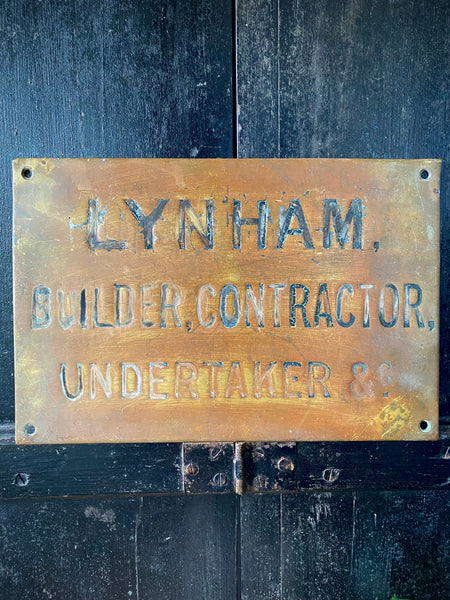 LYNHAM,
BUILDER, CONTRACTOR,
UNDERTAKER &c